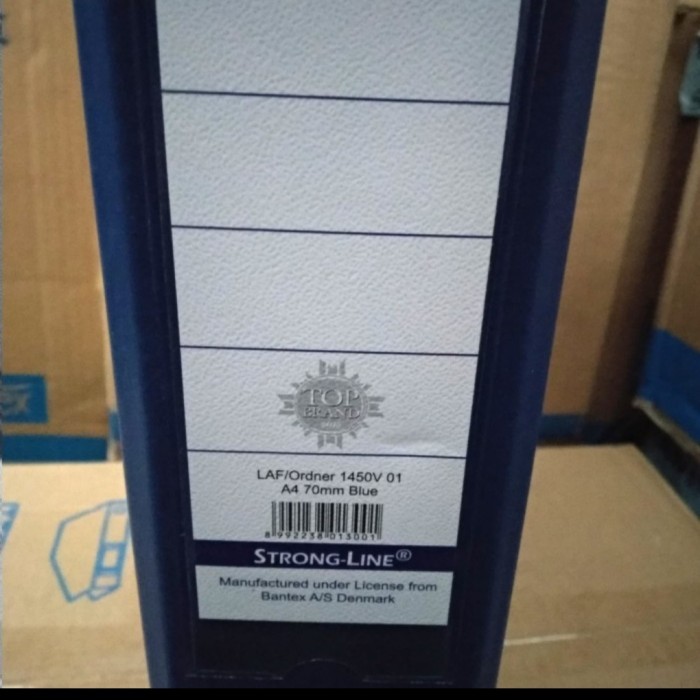 TOP
BRAND
LAF/Ordner 1450V 01
A4 70mm Blue
8 992238 013001
STRONG-LINE®
Manufactured under License from
Bantex A/S Denmark